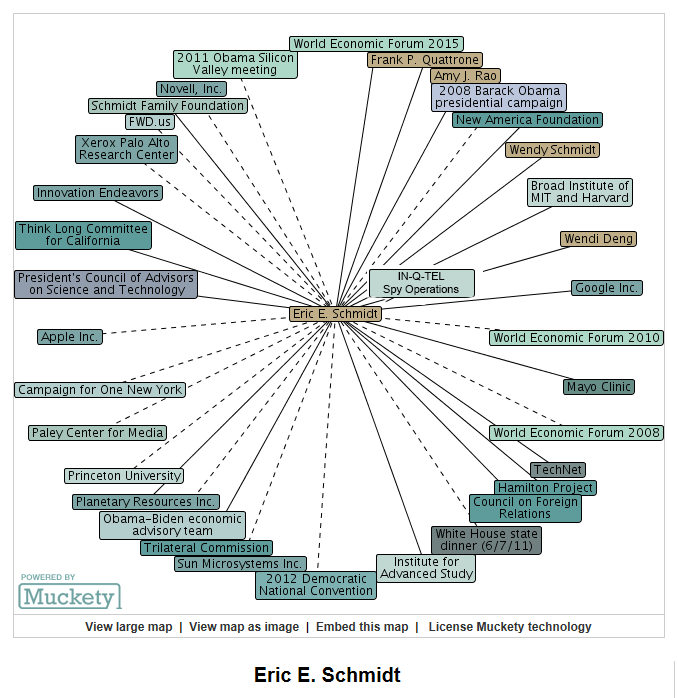 World Economic Forum 2015
2011 Obama Silicon
Valley meeting
Frank P. Quattrone
Amy J. Rao
Novell, Inc.
2008 Barack Obama
presidential campaign
Schmidt Family Foundation
FWD.us
New America Foundation
Xerox Palo Alto
Research Center
Wendy Schmidt
Innovation Endeavors
Broad Institute of
MIT and Harvard
Think Long Committee
for California
Wendi Deng
President's Council of Advisors
on Science and Technology
IN-Q-TEL
Spy Operations
Google Inc.
Eric E. Schmidt
Apple Inc.
World Economic Forum 2010
Campaign for One New York
Mayo Clinic
Paley Center for Media
World Economic Forum 2008
Princeton University
TechNet
Planetary Resources Inc.
Hamilton Project
Council on Foreign
Relations
Obama-Biden economic
advisory team
White House state
dinner (6/7/11)
Trilateral Commission
Sun Microsystems Inc.
Institute for
Advanced Study
2012 Democratic
National Convention
POWERED BY
Muckety
View large map | View map as image | Embed this map | License Muckety technology
Eric E. Schmidt